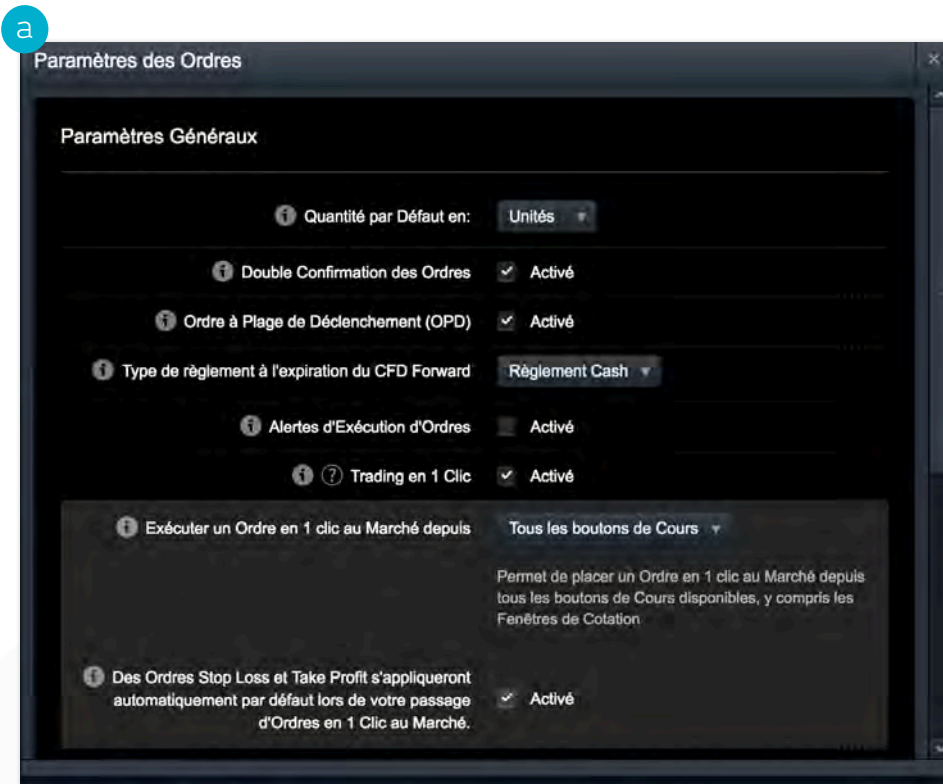 a
Paramètres des Ordres
Paramètres Généraux
Quantité par Défaut en: Unités
Double Confirmation des Ordres Activé
Ordre à Plage de Déclenchement (OPD) Activé
Type de règlement à l'expiration du CFD Forward Règlement Cash
Alertes d'Exécution d'Ordres Activé
? Trading en 1 Clic Activé
Exécuter un Ordre en 1 clic au Marché depuis Tous les boutons de Cours
Permet de placer un Ordre en 1 clic au Marché depuis
tous les boutons de Cours disponibles, y compris les
Fenêtres de Cotation
Des Ordres Stop Loss et Take Profit s'appliqueront
automatiquement par défaut lors de votre passage Activé
d'Ordres en 1 Clic au Marché.